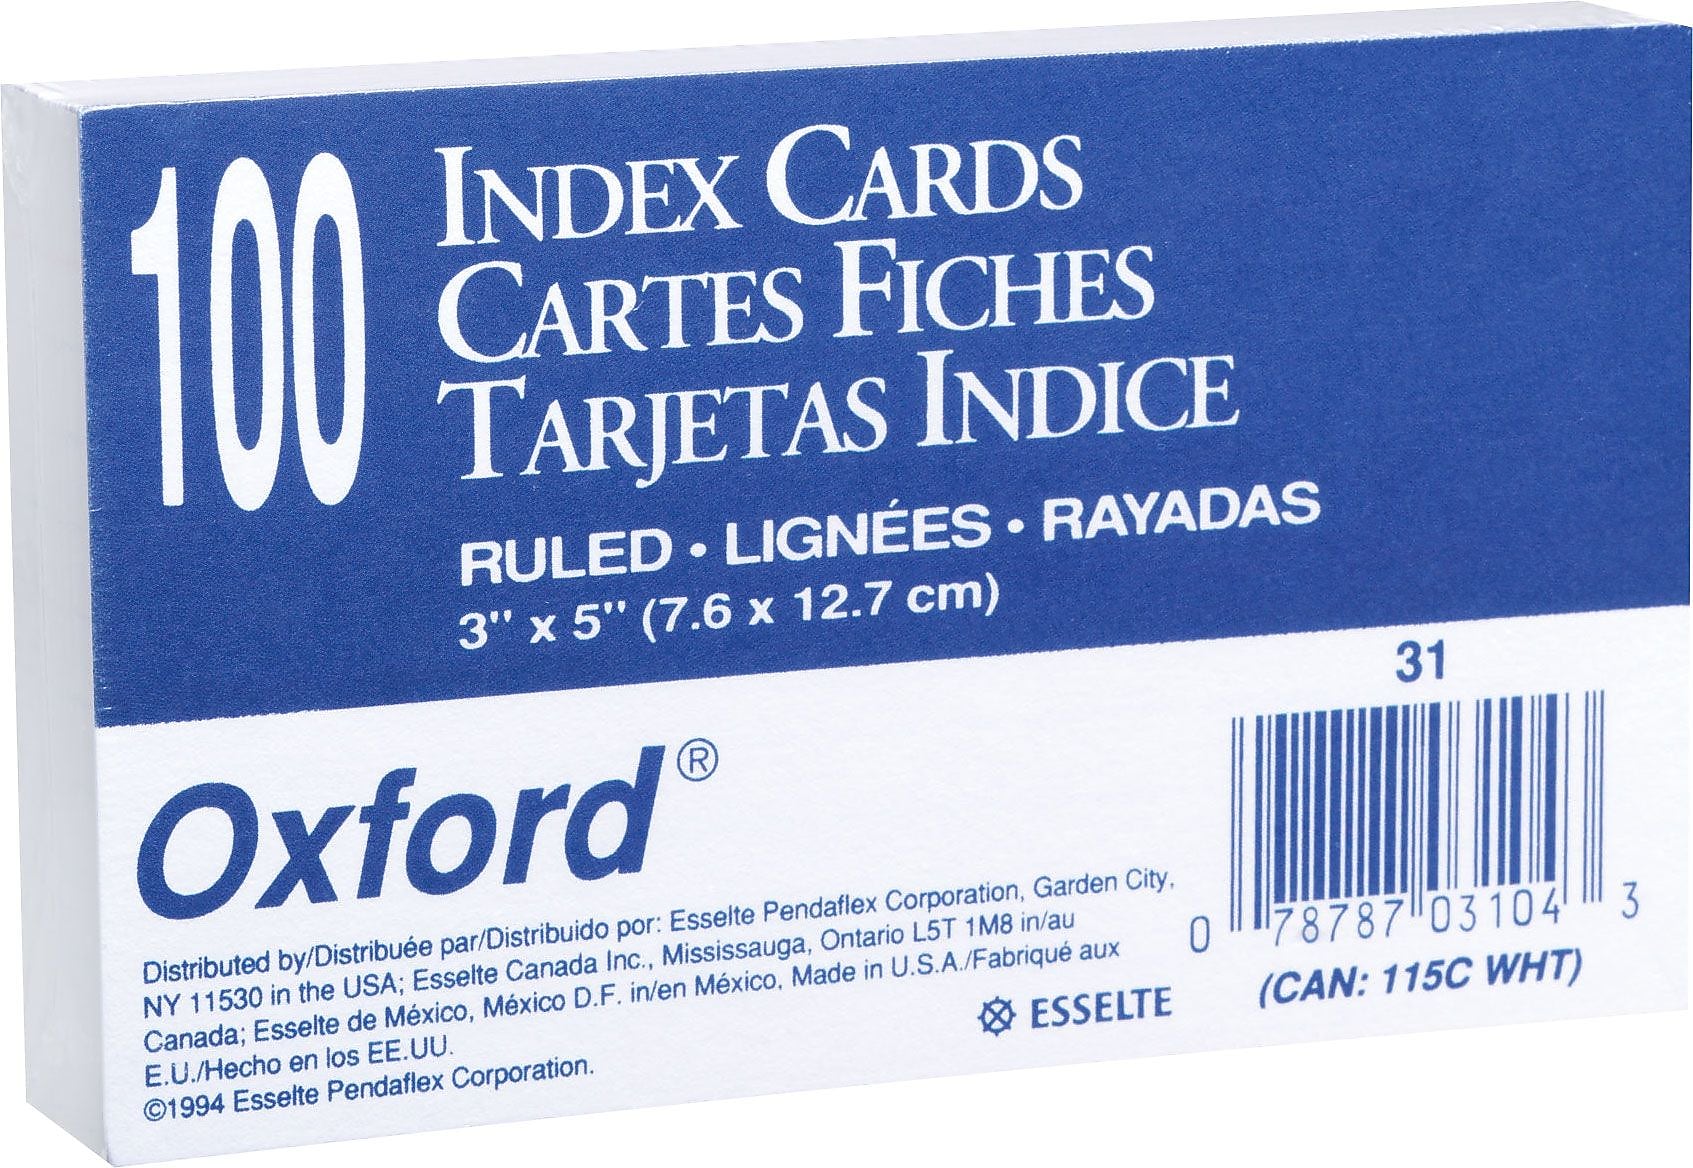 100
INDEX CARDS
CARTES FICHES
TARJETAS INDICE
RULED • LIGNÉES • RAYADAS
3" x 5" (7.6 x 12.7 cm)
31
Oxford®
0 78787 03104 3
(CAN: 115C WHT)
Distributed by/Distribuée par/Distribuido por: Esselte Pendaflex Corporation, Garden City,
NY 11530 in the USA; Esselte Canada Inc., Mississauga, Ontario L5T 1M8 in/au
Canada; Esselte de México, México D.F. in/en México, Made in U.S.A./Fabriqué aux
E.U./Hecho en los EE.UU.
©1994 Esselte Pendaflex Corporation.
ESSELTE